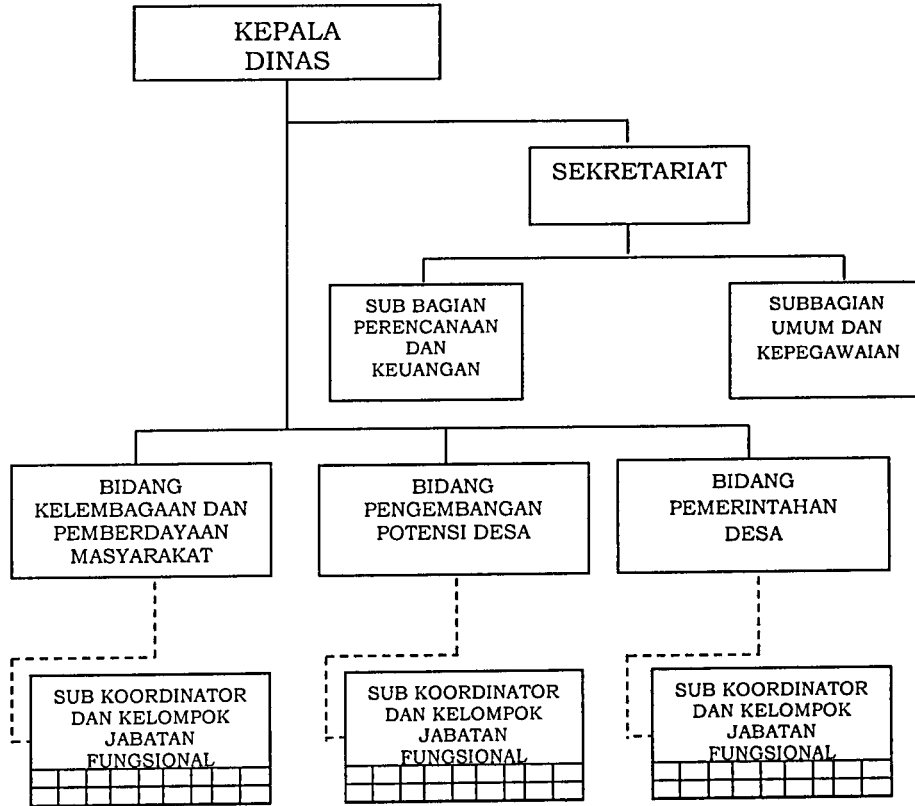 KEPALA
DINAS
SEKRETARIAT
SUB BAGIAN
PERENCANAAN
DAN
KEUANGAN
SUBBAGIAN
UMUM DAN
KEPEGAWAIAN
BIDANG
KELEMBAGAAN DAN
PEMBERDAYAAN
MASYARAKAT
BIDANG
PENGEMBANGAN
POTENSI DESA
BIDANG
PEMERINTAHAN
DESA
SUB KOORDINATOR
DAN KELOMPOK
JABATAN
FUNGSIONAL
SUB KOORDINATOR
DAN KELOMPOK
JABATAN
FUNGSIONAL
SUB KOORDINATOR
DAN KELOMPOK
JABATAN
FUNGSIONAL